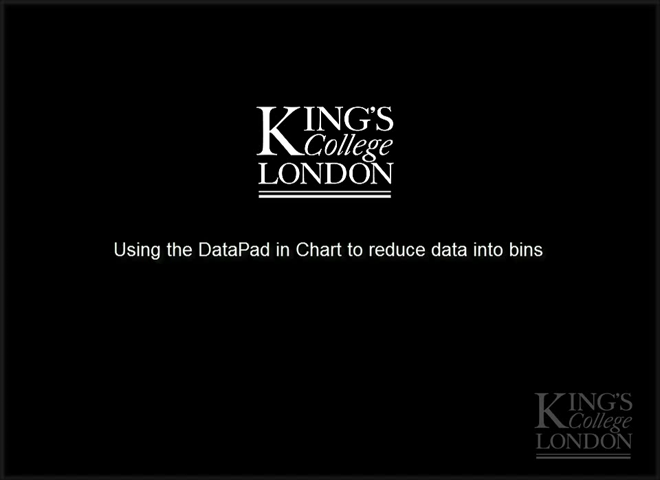 KING'S
College
LONDON
Using the DataPad in Chart to reduce data into bins
KING'S
College
LONDON